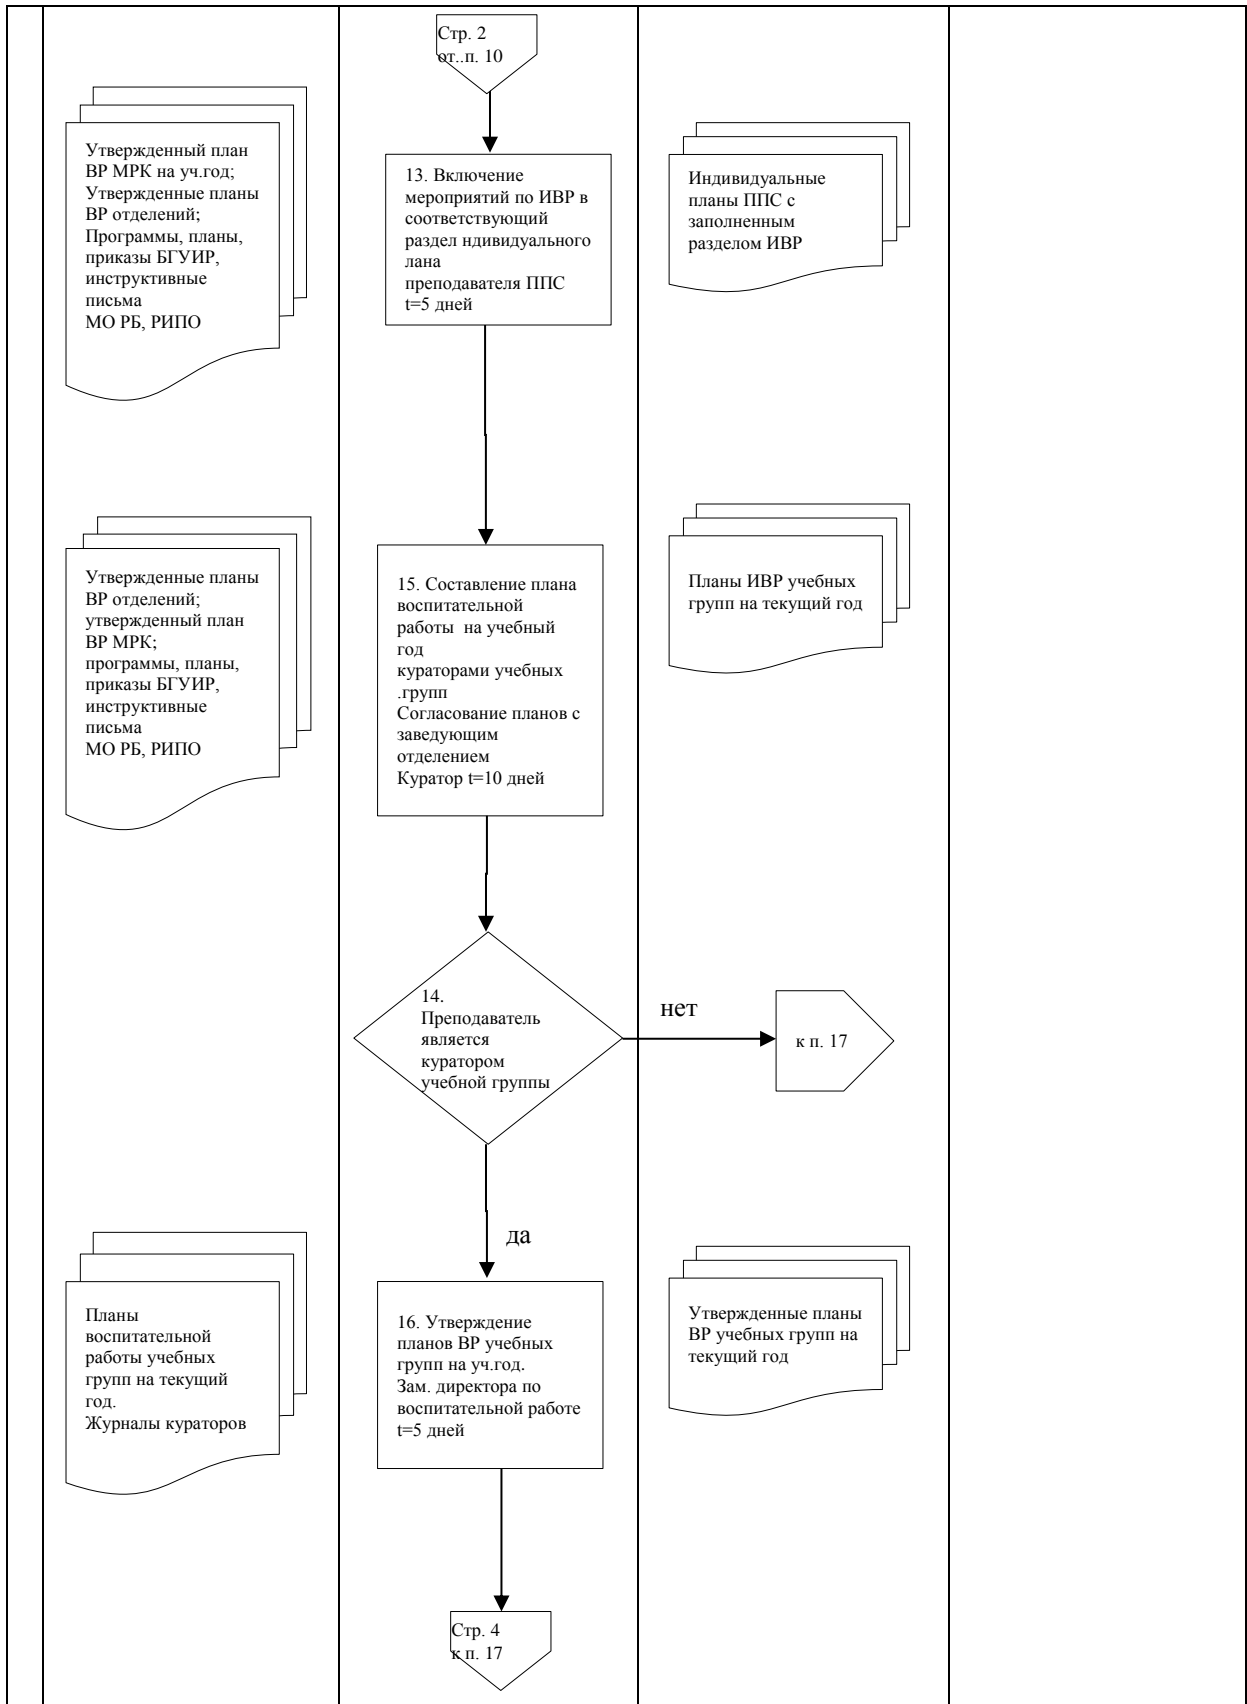 Стр. 2
от..п. 10
Утвержденный план
ВР МРК на уч.год;
Утвержденные планы
ВР отделений;
Программы, планы,
приказы БГУИР,
инструктивные
письма
МО РБ, РИПО
13. Включение
мероприятий по ИВР в
соответствующий
раздел ндивидуального
лана
преподавателя ППС
t=5 дней
Индивидуальные
планы ППС с
заполненным
разделом ИВР
Утвержденные планы
ВР отделений;
утвержденный план
ВР МРК;
программы, планы,
приказы БГУИР,
инструктивные
письма
МО РБ, РИПО
15. Составление плана
воспитательной
работы на учебный
год
кураторами учебных
.групп
Согласование планов с
заведующим
отделением
Куратор t=10 дней
Планы ИВР учебных
групп на текущий год
14.
Преподаватель
является
куратором
учебной группы
нет
к п. 17
да
Планы
воспитательной
работы учебных
групп на текущий
год.
Журналы кураторов
16. Утверждение
планов ВР учебных
групп на уч.год.
Зам. директора по
воспитательной работе
t=5 дней
Утвержденные планы
ВР учебных групп на
текущий год
Стр. 4
к п. 17